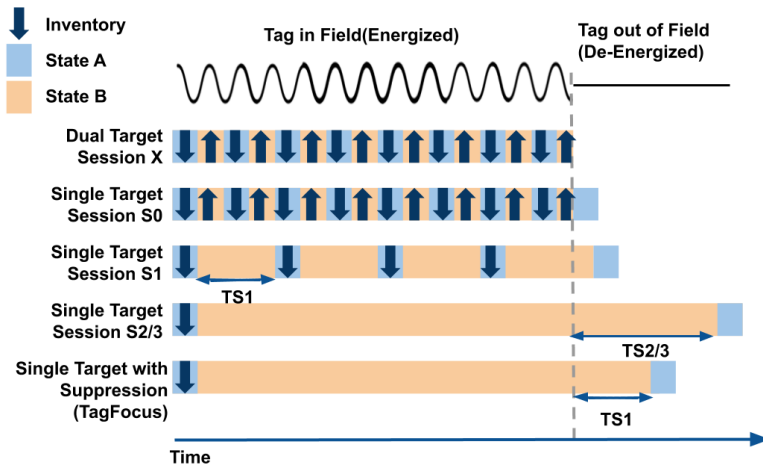 Inventory
State A
State B
Tag in Field(Energized)
Tag out of Field
(De-Energized)
Dual Target
Session X
Single Target
Session S0
Single Target
Session S1
TS1
Single Target
Session S2/3
TS2/3
Single Target with
Suppression
(TagFocus)
TS1
Time